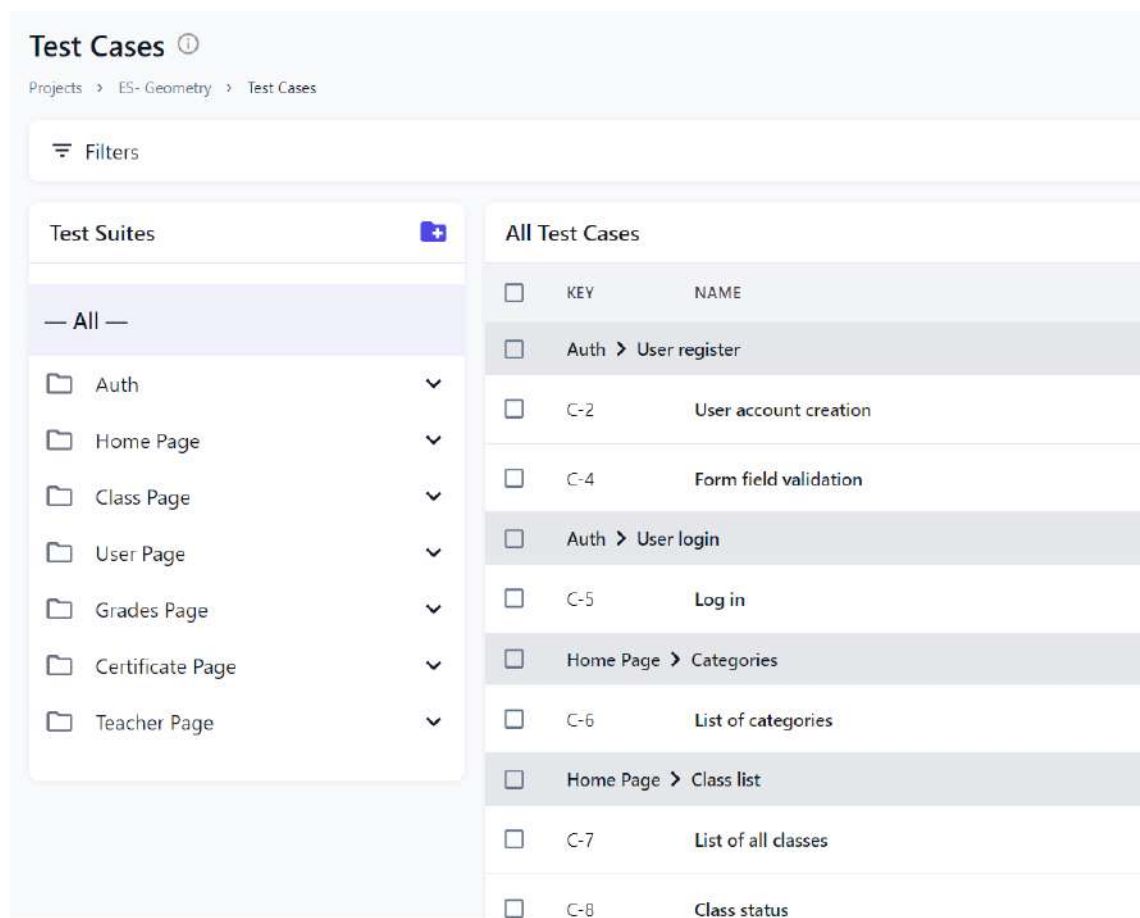 Test Cases
Projects > ES- Geometry > Test Cases
Filters
Test Suites
— All —
Auth
Home Page
Class Page
User Page
Grades Page
Certificate Page
Teacher Page
All Test Cases
KEY NAME
Auth > User register
C-2 User account creation
C-4 Form field validation
Auth > User login
C-5 Log in
Home Page > Categories
C-6 List of categories
Home Page > Class list
C-7 List of all classes
C-8 Class status